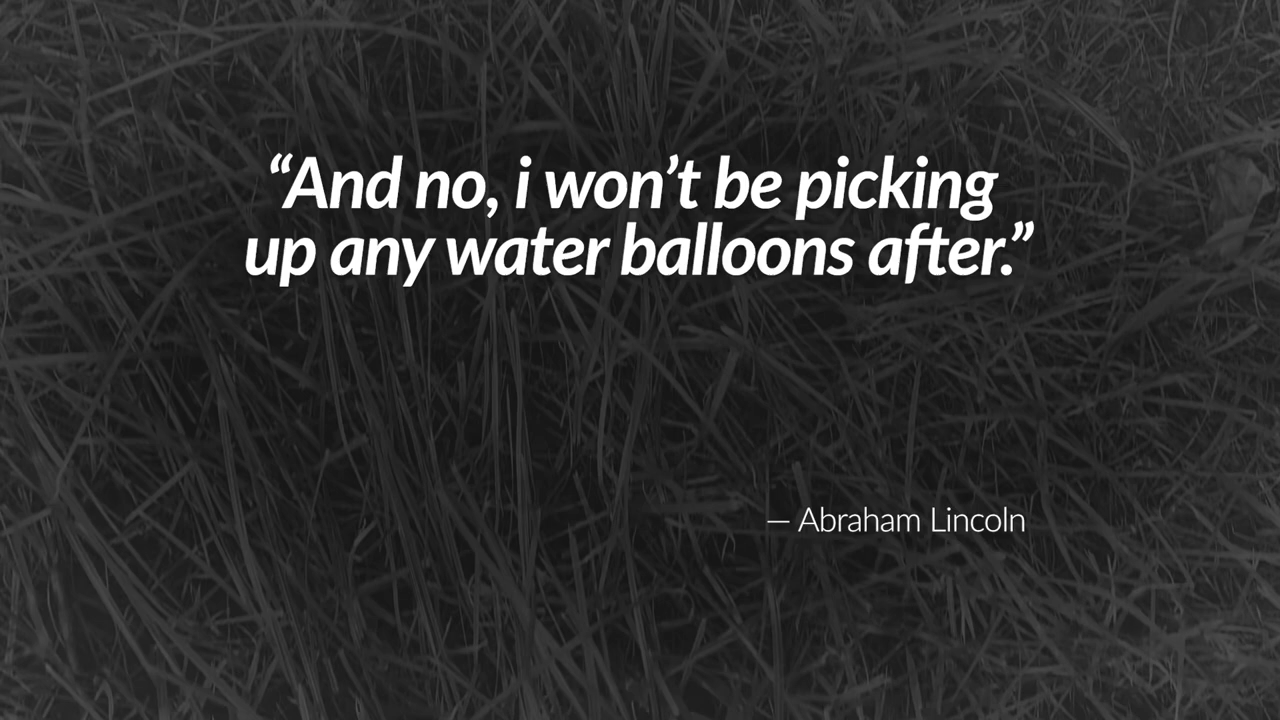 “And no, i won’t be picking
up any water balloons after.”
– Abraham Lincoln